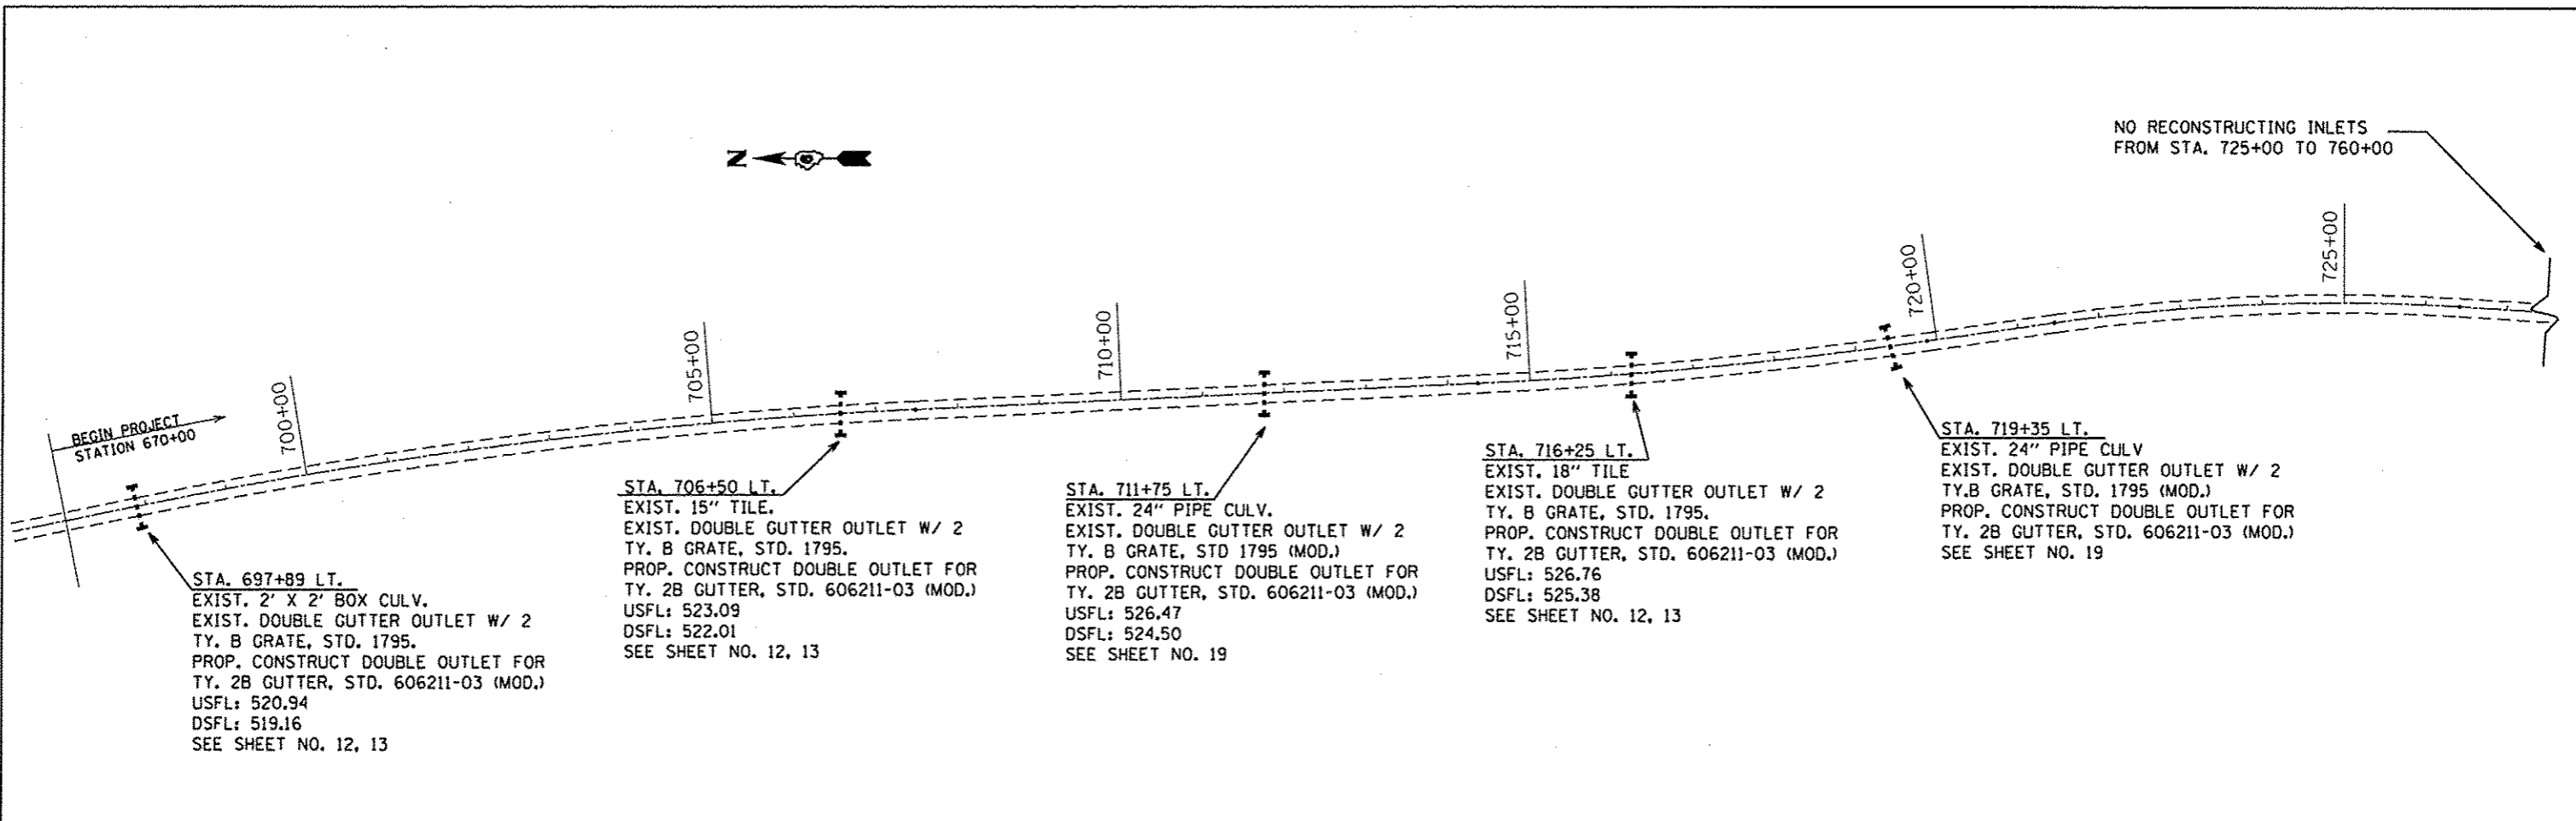 N
NO RECONSTRUCTING INLETS
FROM STA. 725+00 TO 760+00
BEGIN PROJECT
STATION 670+00
700+00
705+00
710+00
715+00
720+00
725+00
STA. 697+89 LT.
EXIST. 2' X 2' BOX CULV.
EXIST. DOUBLE GUTTER OUTLET W/ 2
TY. B GRATE, STD. 1795.
PROP. CONSTRUCT DOUBLE OUTLET FOR
TY. 2B GUTTER, STD. 606211-03 (MOD.)
USFL: 520.94
DSFL: 519.16
SEE SHEET NO. 12, 13
STA. 706+50 LT.
EXIST. 15" TILE.
EXIST. DOUBLE GUTTER OUTLET W/ 2
TY. B GRATE, STD. 1795.
PROP. CONSTRUCT DOUBLE OUTLET FOR
TY. 2B GUTTER, STD. 606211-03 (MOD.)
USFL: 523.09
DSFL: 522.01
SEE SHEET NO. 12, 13
STA. 711+75 LT.
EXIST. 24" PIPE CULV.
EXIST. DOUBLE GUTTER OUTLET W/ 2
TY. B GRATE, STD 1795 (MOD.)
PROP. CONSTRUCT DOUBLE OUTLET FOR
TY. 2B GUTTER, STD. 606211-03 (MOD.)
USFL: 526.47
DSFL: 524.50
SEE SHEET NO. 19
STA. 716+25 LT.
EXIST. 18" TILE
EXIST. DOUBLE GUTTER OUTLET W/ 2
TY. B GRATE, STD. 1795.
PROP. CONSTRUCT DOUBLE OUTLET FOR
TY. 2B GUTTER, STD. 606211-03 (MOD.)
USFL: 526.76
DSFL: 525.38
SEE SHEET NO. 12, 13
STA. 719+35 LT.
EXIST. 24" PIPE CULV
EXIST. DOUBLE GUTTER OUTLET W/ 2
TY.B GRATE, STD. 1795 (MOD.)
PROP. CONSTRUCT DOUBLE OUTLET FOR
TY. 2B GUTTER, STD. 606211-03 (MOD.)
SEE SHEET NO. 19